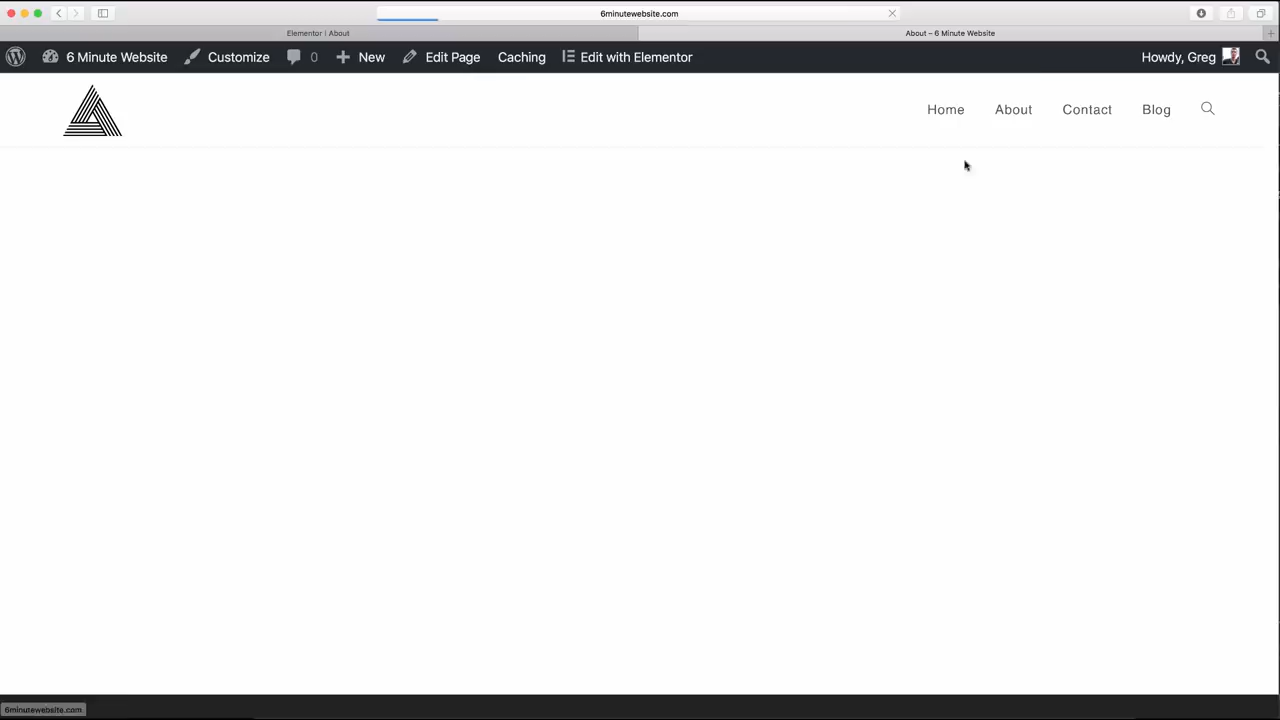 6minutewebsite.com
Elementor | About
About – 6 Minute Website
6 Minute Website
Customize
0
New
Edit Page
Caching
Edit with Elementor
Howdy, Greg
Home
About
Contact
Blog
6minutewebsite.com